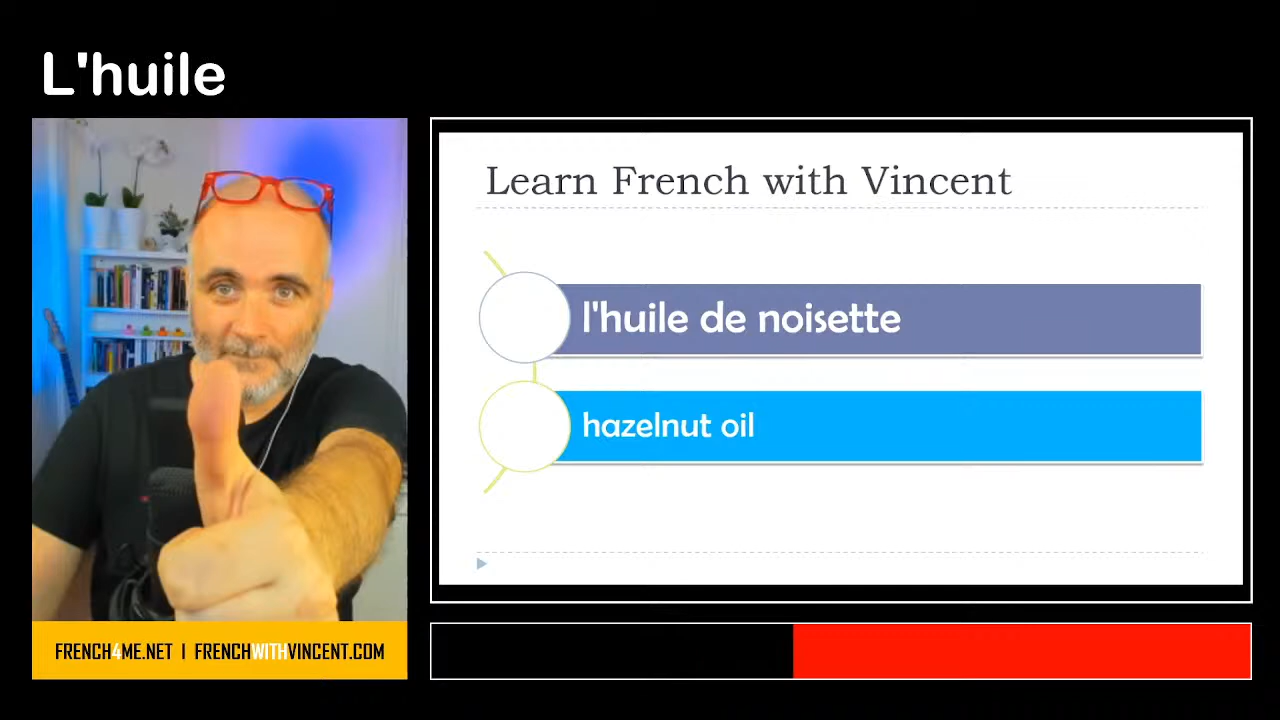 L'huile
Learn French with Vincent
l'huile de noisette
hazelnut oil
FRENCH4ME.NET | FRENCHWITHVINCENT.COM